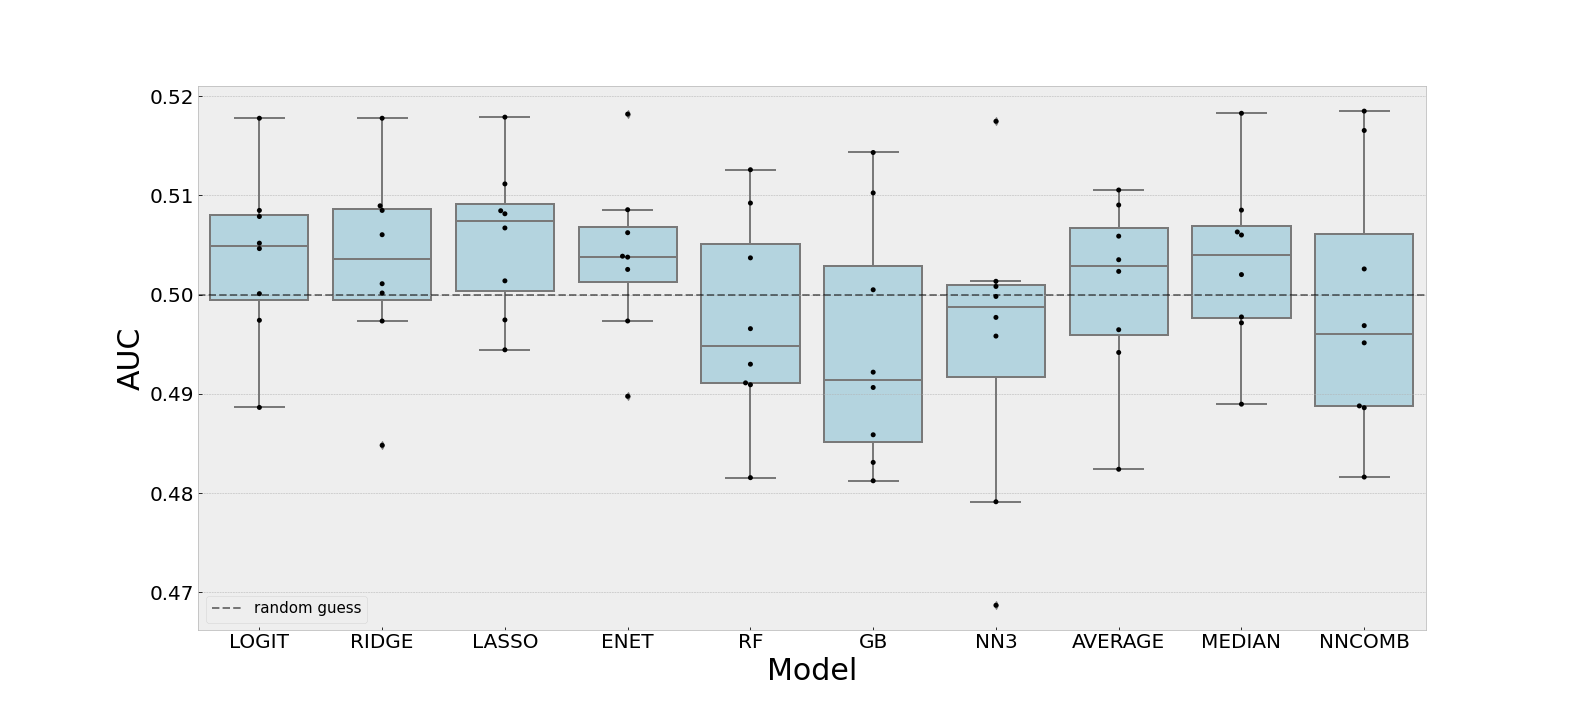 AUC
0.52
0.51
0.50
0.49
0.48
0.47
random guess
LOGIT RIDGE LASSO ENET RF GB NN3 AVERAGE MEDIAN NNCOMB
Model